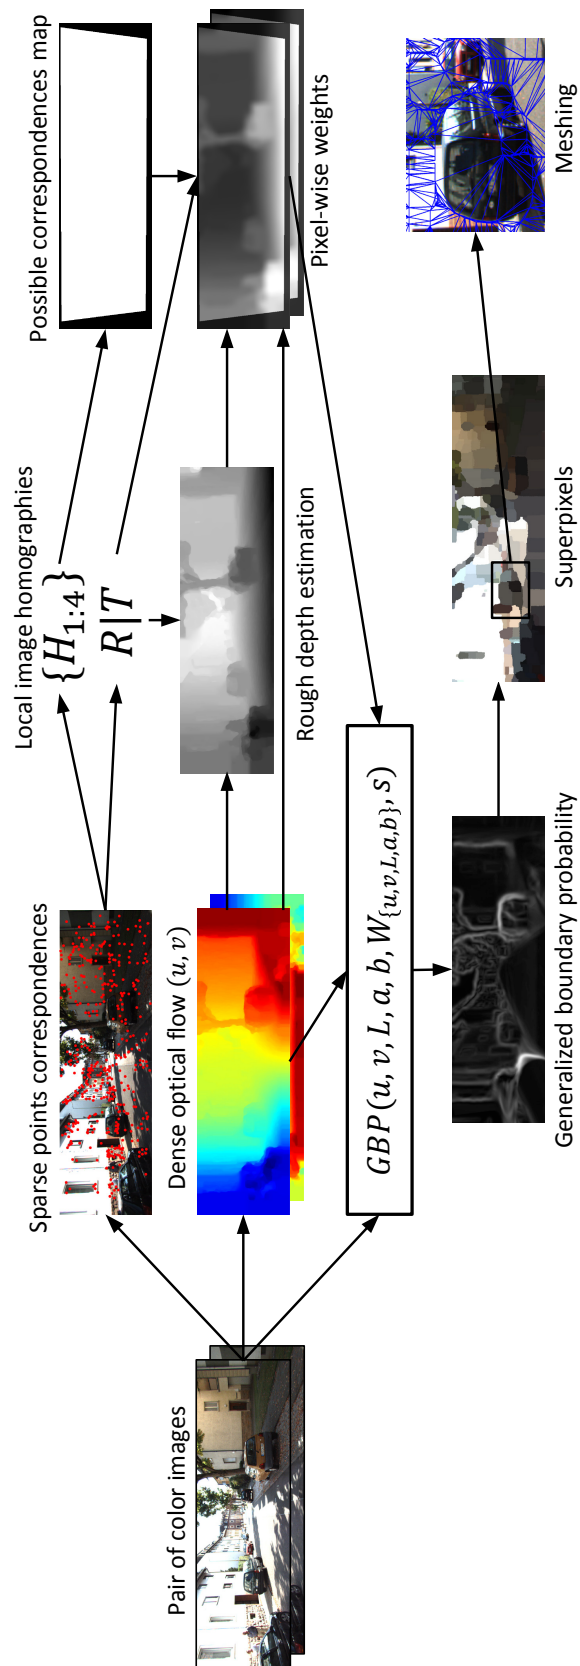 Pair of color images
Sparse points correspondences
Local image homographies
{H₁:₄}
R|T
Possible correspondences map
Dense optical flow (u, v)
Rough depth estimation
Pixel-wise weights
GBP(u, v, L, a, b, W_{u,v,L,a,b}, s)
Generalized boundary probability
Superpixels
Meshing